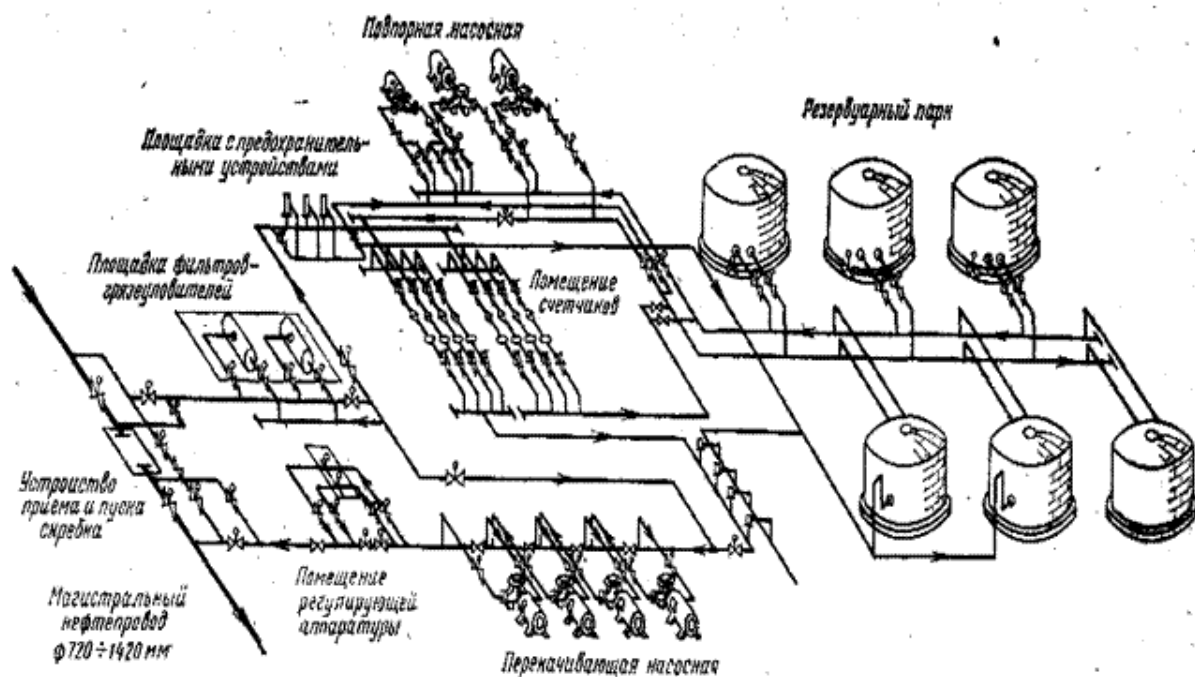 Подпорная насосная
Резервуарный парк
Площадка с предохранитель-
ными устройствами
Площадка фильтров-
грязеуловителей
Помещение
счетчиков
Устройство
приема и пуска
скребка
Помещение
регулирующей
аппаратуры
Магистральный
нефтепровод
ф720÷1420 мм
Перекачивающая насосная